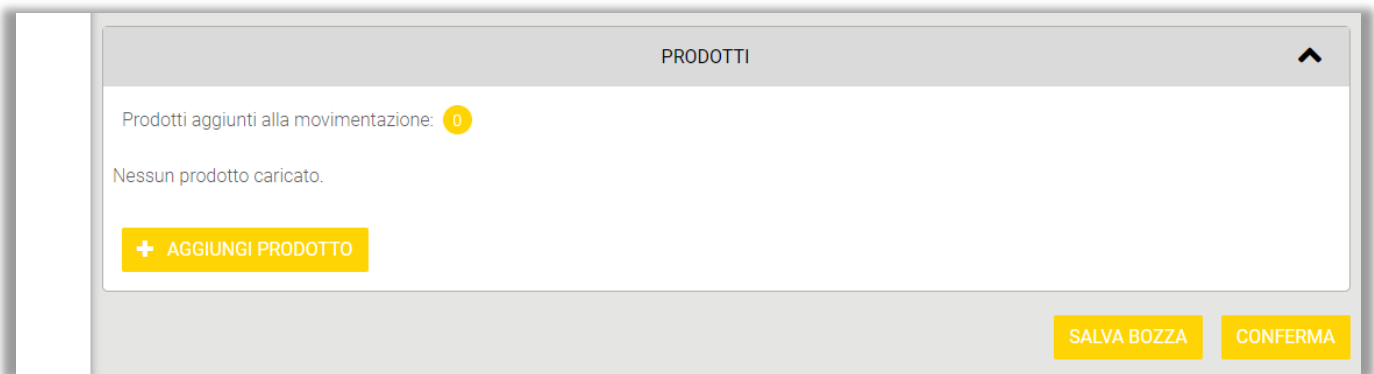 PRODOTTI
Prodotti aggiunti alla movimentazione: 0
Nessun prodotto caricato.
AGGIUNGI PRODOTTO
SALVA BOZZA CONFERMA